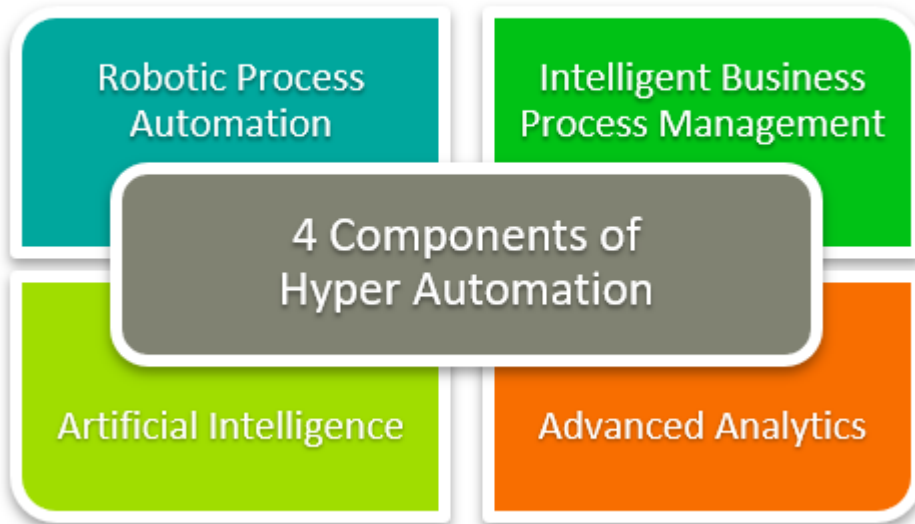 Robotic Process
Automation
Intelligent Business
Process Management
4 Components of
Hyper Automation
Artificial Intelligence
Advanced Analytics